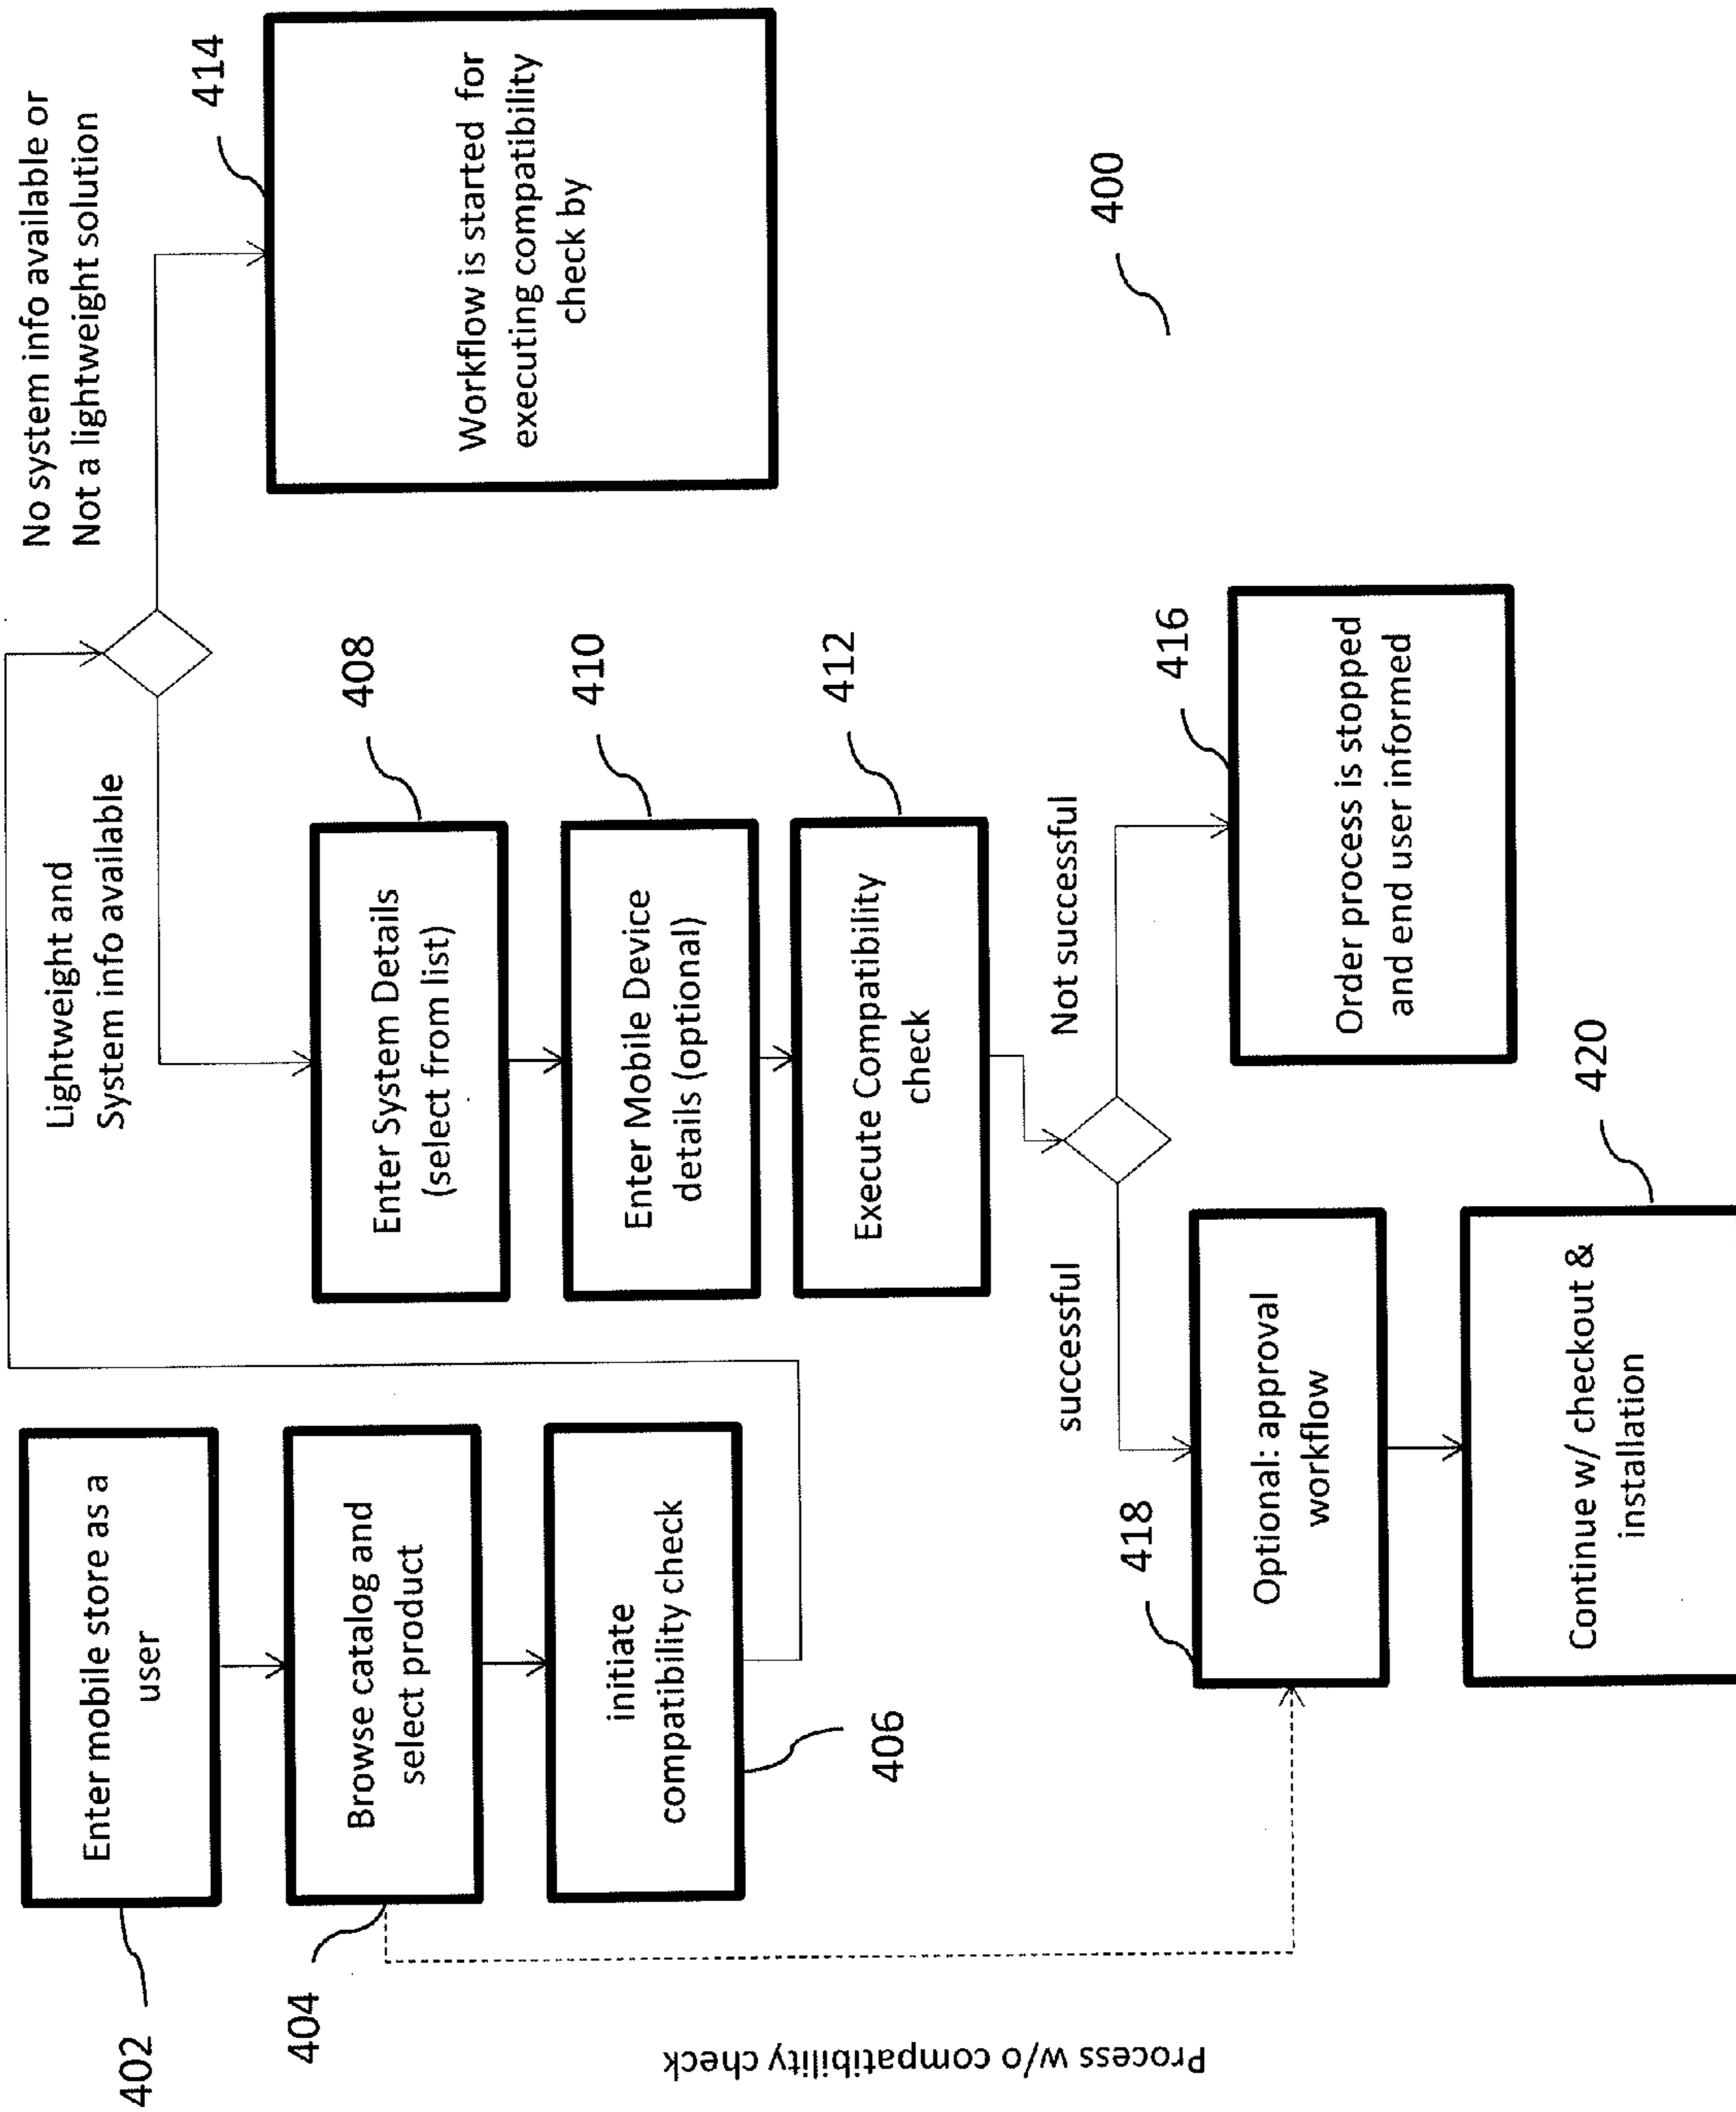 402
Enter mobile store as a
user
404
Browse catalog and
select product
initiate
compatibility check
406
Process w/o compatibility check
Lightweight and
System info available
No system info available or
Not a lightweight solution
408
Enter System Details
(select from list)
410
Enter Mobile Device
details (optional)
412
Execute Compatibility
check
414
Workflow is started for
executing compatibility
check by
successful
Not successful
416
Order process is stopped
and end user informed
418
Optional: approval
workflow
420
Continue w/ checkout &
installation
400